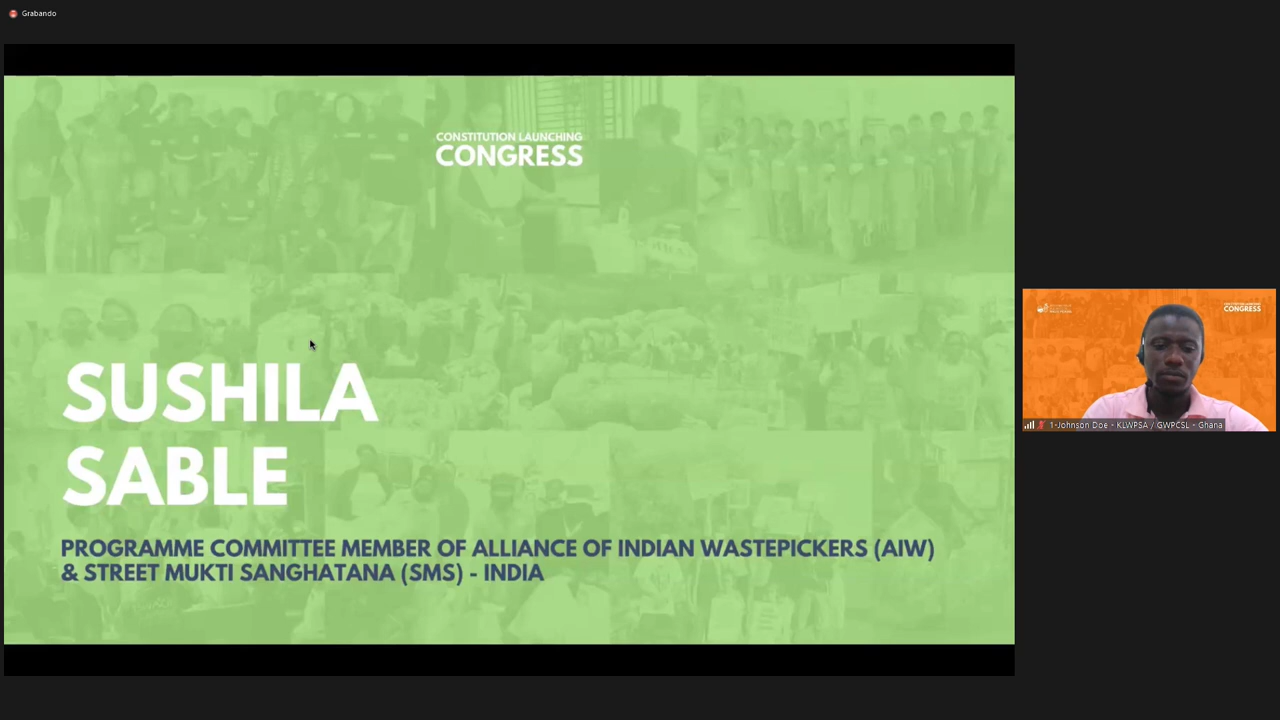 Grabando
CONSTITUTION LAUNCHING
CONGRESS
SUSHILA
SABLE
PROGRAMME COMMITTEE MEMBER OF ALLIANCE OF INDIAN WASTEPICKERS (AIW)
& STREET MUKTI SANGHATANA (SMS) - INDIA
CONGRESS
1-Johnson Doe - KLWPSA / GWPCSL - Ghana